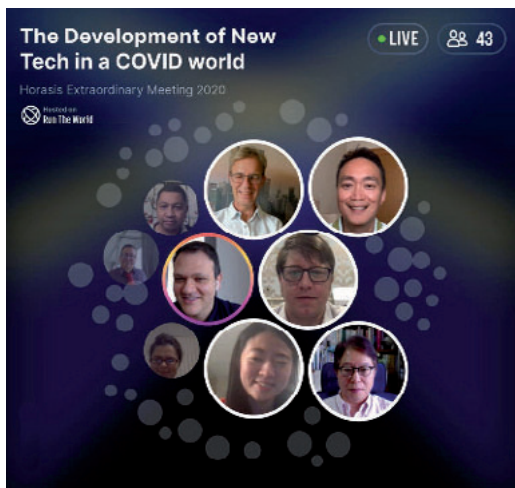 The Development of New
Tech in a COVID world
LIVE
43
Horasis Extraordinary Meeting 2020
Hosted on
Run The World